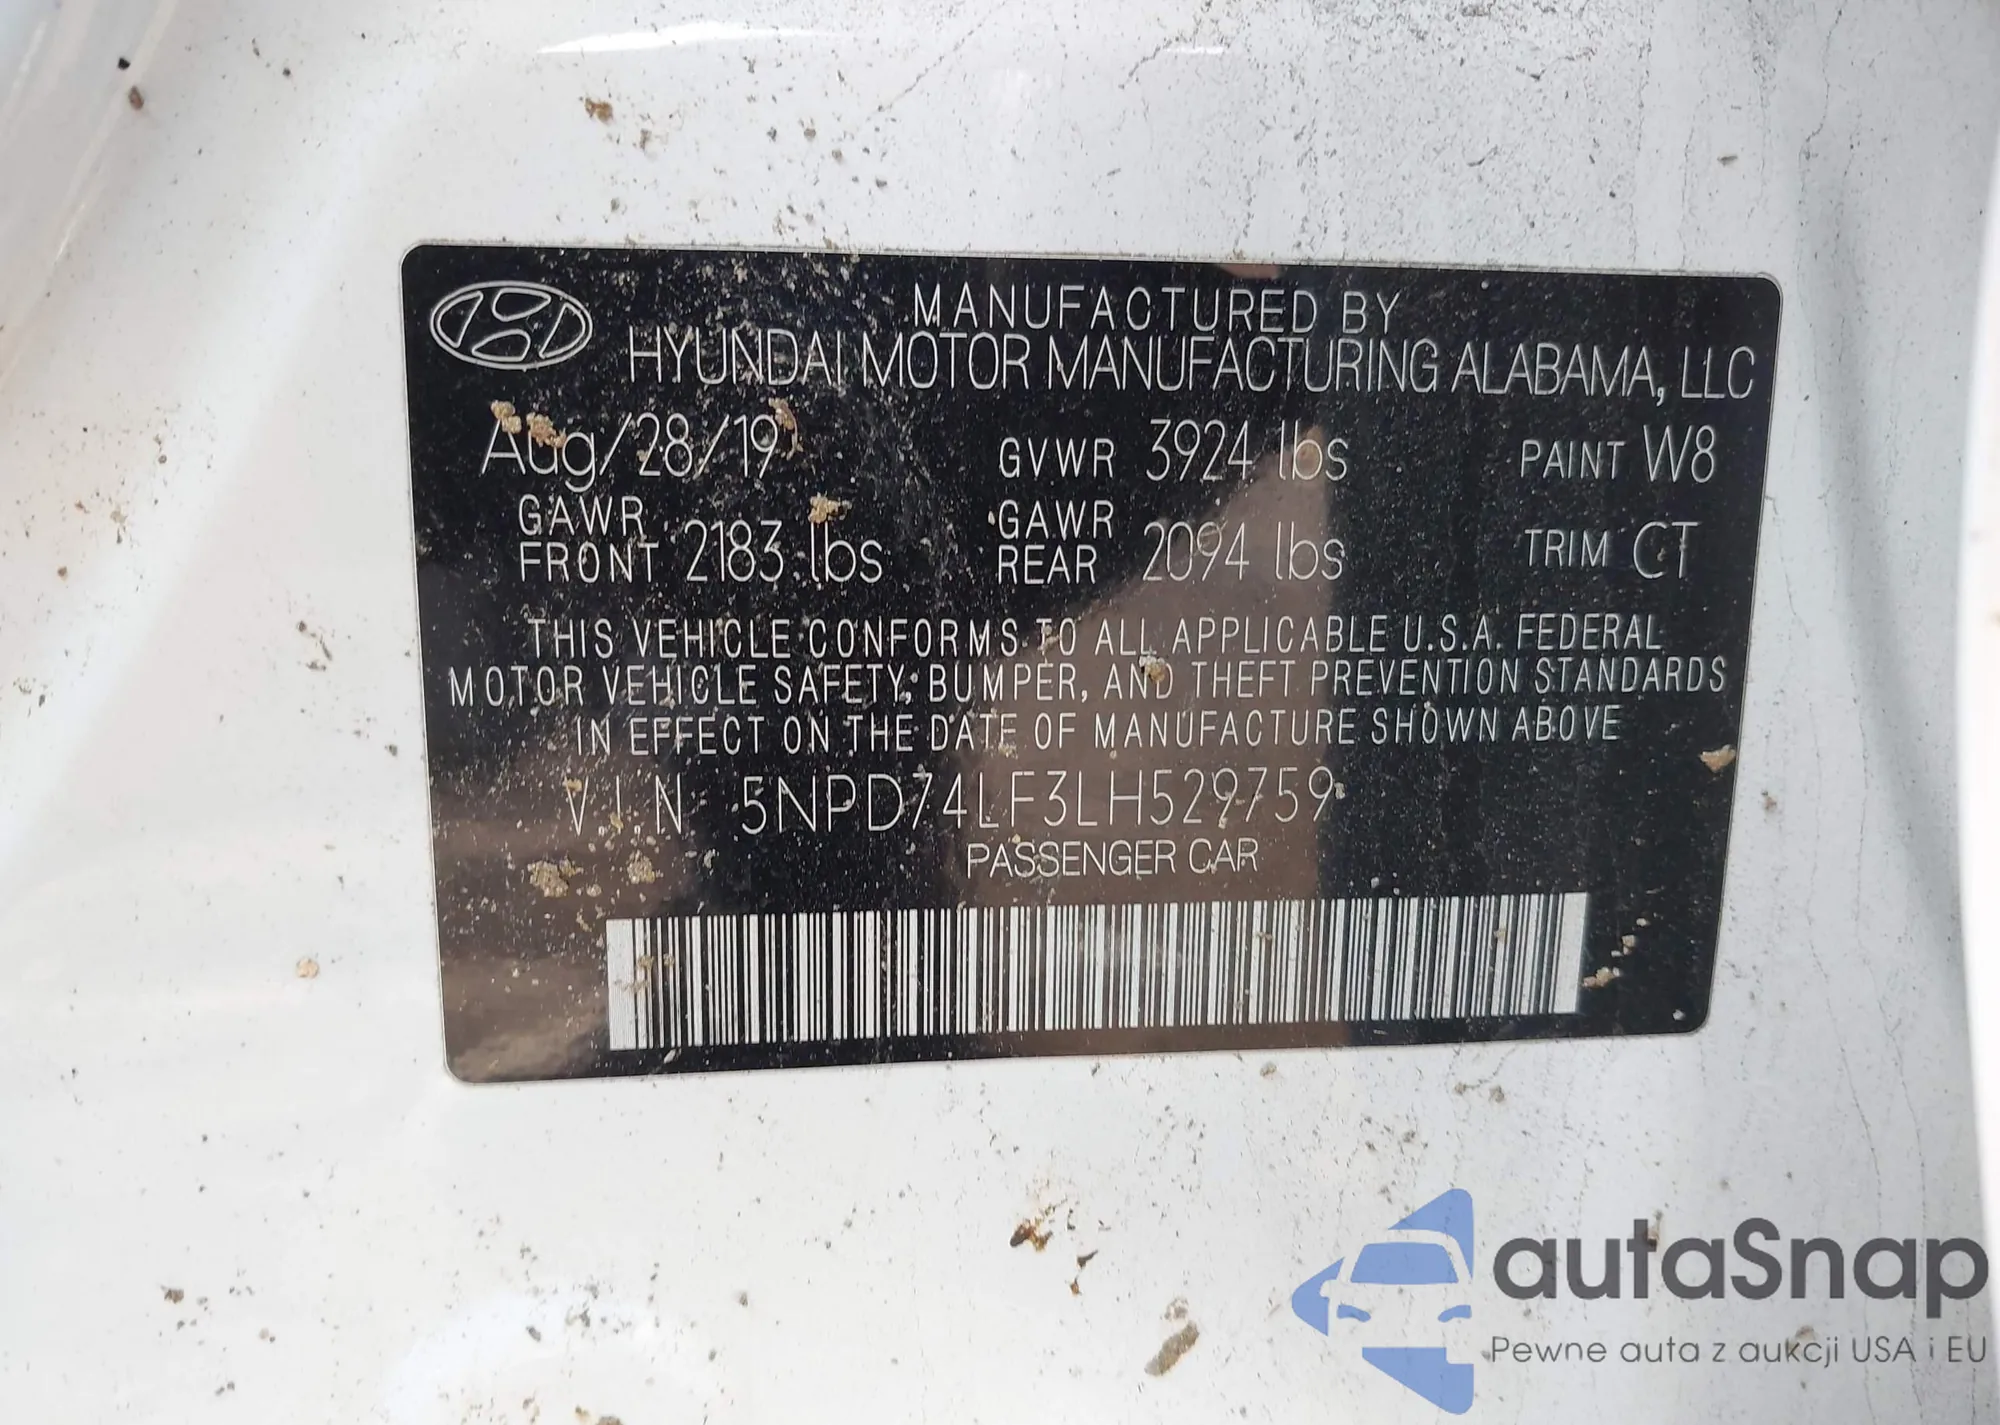 MANUFACTURED BY
HYUNDAI MOTOR MANUFACTURING ALABAMA, LLC
Aug/28/19 GVWR 3924 lbs PAINT W8
GAWR FRONT 2183 lbs GAWR REAR 2094 lbs TRIM CT
THIS VEHICLE CONFORMS TO ALL APPLICABLE U.S.A. FEDERAL
MOTOR VEHICLE SAFETY, BUMPER, AND THEFT PREVENTION STANDARDS
IN EFFECT ON THE DATE OF MANUFACTURE SHOWN ABOVE
V.I.N 5NPD74LF3LH529759
PASSENGER CAR
autaSnap
Pewne auta z aukcji USA i EU